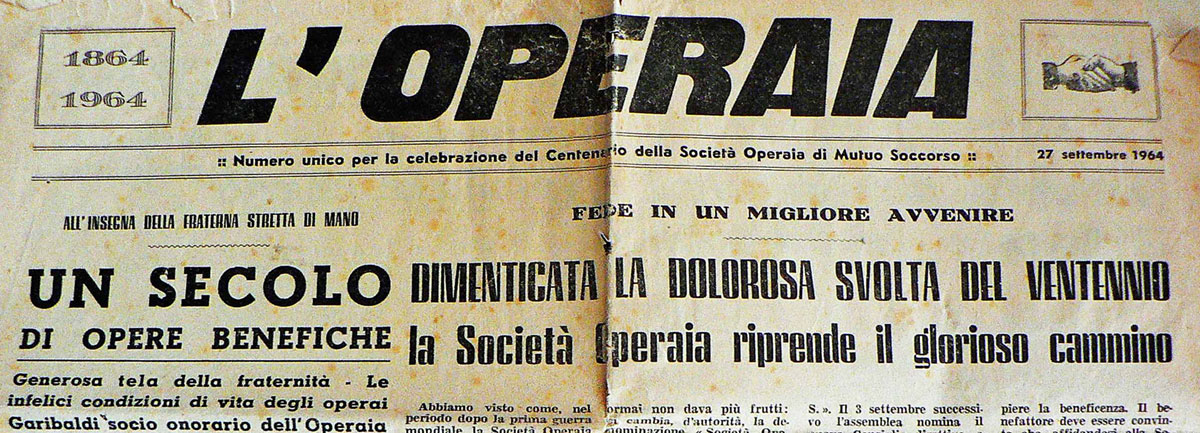 1864
1964
L'OPERAIA
:: Numero unico per la celebrazione del Centenario della Società Operaia di Mutuo Soccorso ::
27 settembre 1964
ALL'INSEGNA DELLA FRATERNA STRETTA DI MANO
UN SECOLO
DI OPERE BENEFICHE
Generosa tela della fraternità - Le
infelici condizioni di vita degli operai
Garibaldi socio onorario dell'Operaia
FEDE IN UN MIGLIORE AVVENIRE
DIMENTICATA LA DOLOROSA SVOLTA DEL VENTENNIO
la Società Operaia riprende il glorioso cammino
Abbiamo visto come, nel
periodo dopo la prima guerra
mondiale la Società Operaia
ormai non dava più frutti:
si cambia, d'autorità, la de-
nominazione «Società Ope-
S.». Il 3 settembre successi-
vo l'assemblea nomina il
piere la beneficenza. Il be-
nefattore deve essere convin-